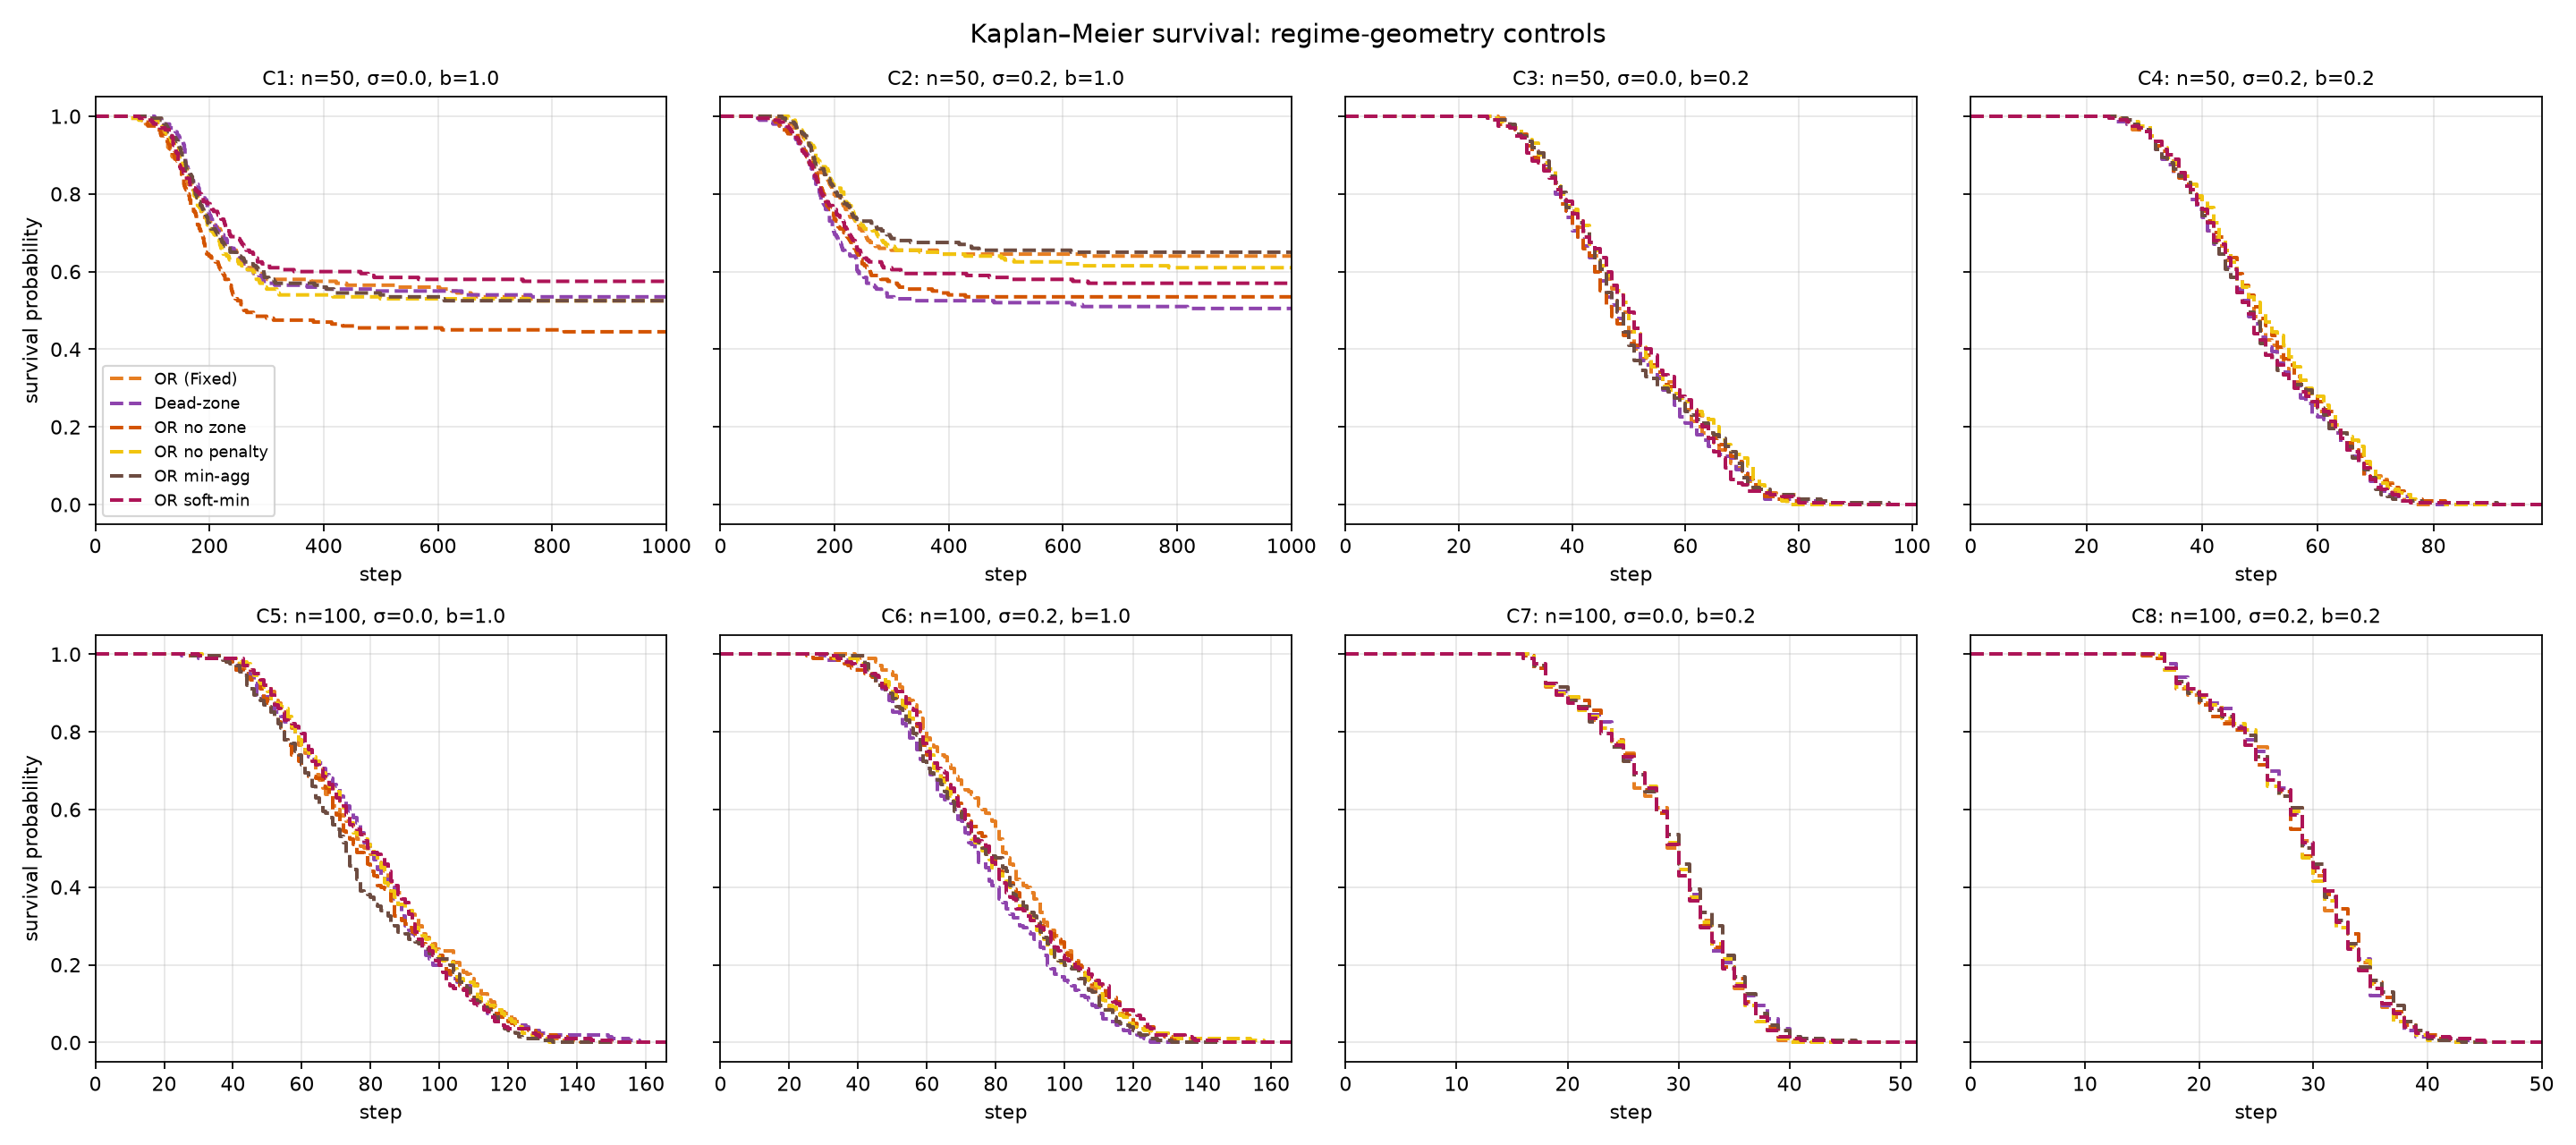 Kaplan–Meier survival: regime-geometry controls
C1: n=50, σ=0.0, b=1.0
survival probability
1.0
0.8
0.6
0.4
0.2
0.0
OR (Fixed)
Dead-zone
OR no zone
OR no penalty
OR min-agg
OR soft-min
0 200 400 600 800 1000
step
C2: n=50, σ=0.2, b=1.0
0 200 400 600 800 1000
step
C3: n=50, σ=0.0, b=0.2
0 20 40 60 80 100
step
C4: n=50, σ=0.2, b=0.2
0 20 40 60 80
step
C5: n=100, σ=0.0, b=1.0
survival probability
1.0
0.8
0.6
0.4
0.2
0.0
0 20 40 60 80 100 120 140 160
step
C6: n=100, σ=0.2, b=1.0
0 20 40 60 80 100 120 140 160
step
C7: n=100, σ=0.0, b=0.2
0 10 20 30 40 50
step
C8: n=100, σ=0.2, b=0.2
0 10 20 30 40 50
step